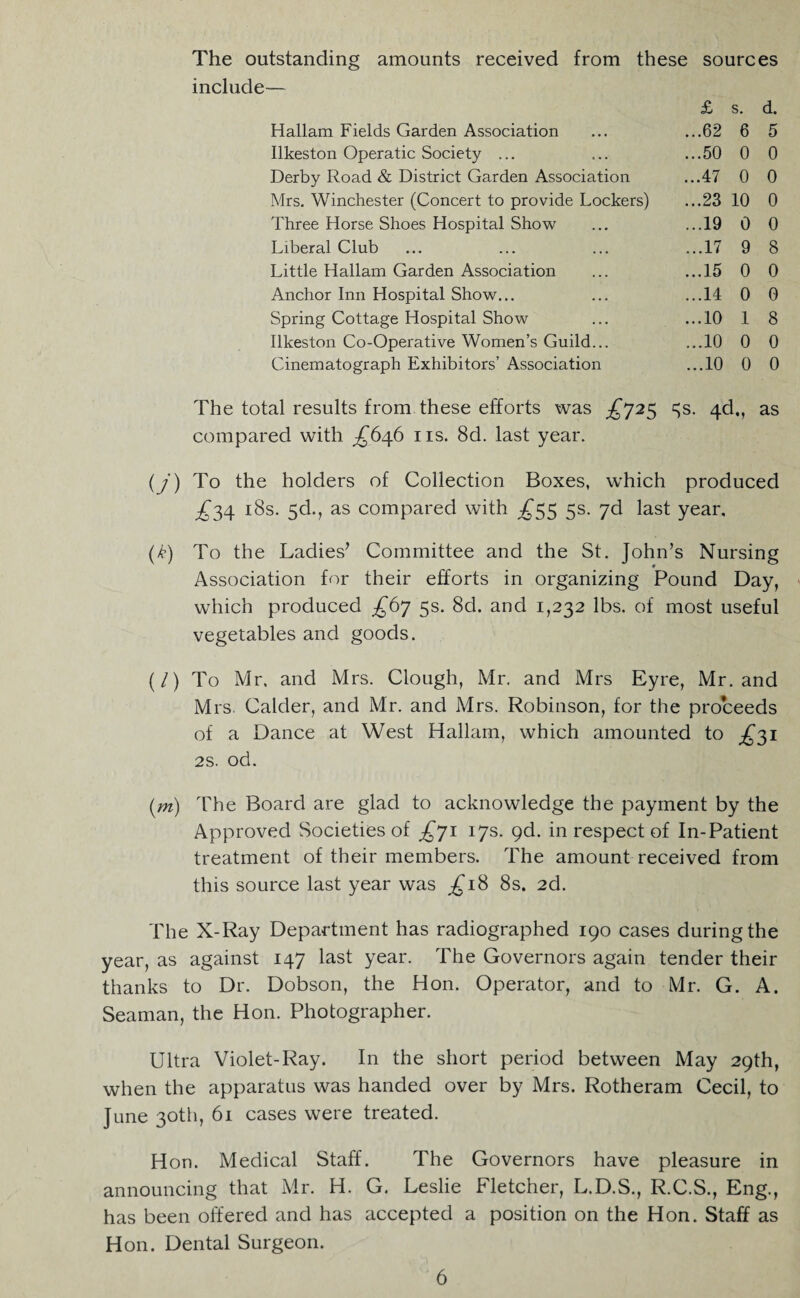 The outstanding amounts received from these sources
include—
£ s. d.
Hallam Fields Garden Association ... ...62 6 5
Ilkeston Operatic Society ... ... ...50 0 0
Derby Road & District Garden Association ...47 0 0
Mrs. Winchester (Concert to provide Lockers) ...23 10 0
Three Horse Shoes Hospital Show ... ...19 0 0
Liberal Club ... ... ... ...17 9 8
Little Hallam Garden Association ... ...15 0 0
Anchor Inn Hospital Show... ... ...14 0 0
Spring Cottage Hospital Show ... ...10 1 8
Ilkeston Co-Operative Women's Guild... ...10 0 0
Cinematograph Exhibitors' Association ...10 0 0
The total results from these efforts was £725 5s. 4d., as
compared with £646 11s. 8d. last year.
(j) To the holders of Collection Boxes, which produced
£34 18s. 5d., as compared with £55 5s. 7d last year.
(k) To the Ladies' Committee and the St. John's Nursing
Association for their efforts in organizing Pound Day,
which produced £67 5s. 8d. and 1,232 lbs. of most useful
vegetables and goods.
(l) To Mr. and Mrs. Clough, Mr. and Mrs Eyre, Mr. and
Mrs. Calder, and Mr. and Mrs. Robinson, for the proceeds
of a Dance at West Hallam, which amounted to £31
2s. 0d.
(m) The Board are glad to acknowledge the payment by the
Approved Societies of £71 17s. 9d. in respect of In-Patient
treatment of their members. The amount received from
this source last year was £18 8s. 2d.
The X-Ray Department has radiographed 190 cases during the
year, as against 147 last year. The Governors again tender their
thanks to Dr. Dobson, the Hon. Operator, and to Mr. G. A.
Seaman, the Hon. Photographer.
Ultra Violet-Ray. In the short period between May 29th,
when the apparatus was handed over by Mrs. Rotheram Cecil, to
June 30th, 61 cases were treated.
Hon. Medical Staff. The Governors have pleasure in
announcing that Mr. H. G. Leslie Fletcher, L.D.S., R.C.S., Eng.,
has been offered and has accepted a position on the Hon. Staff as
Hon. Dental Surgeon.
6